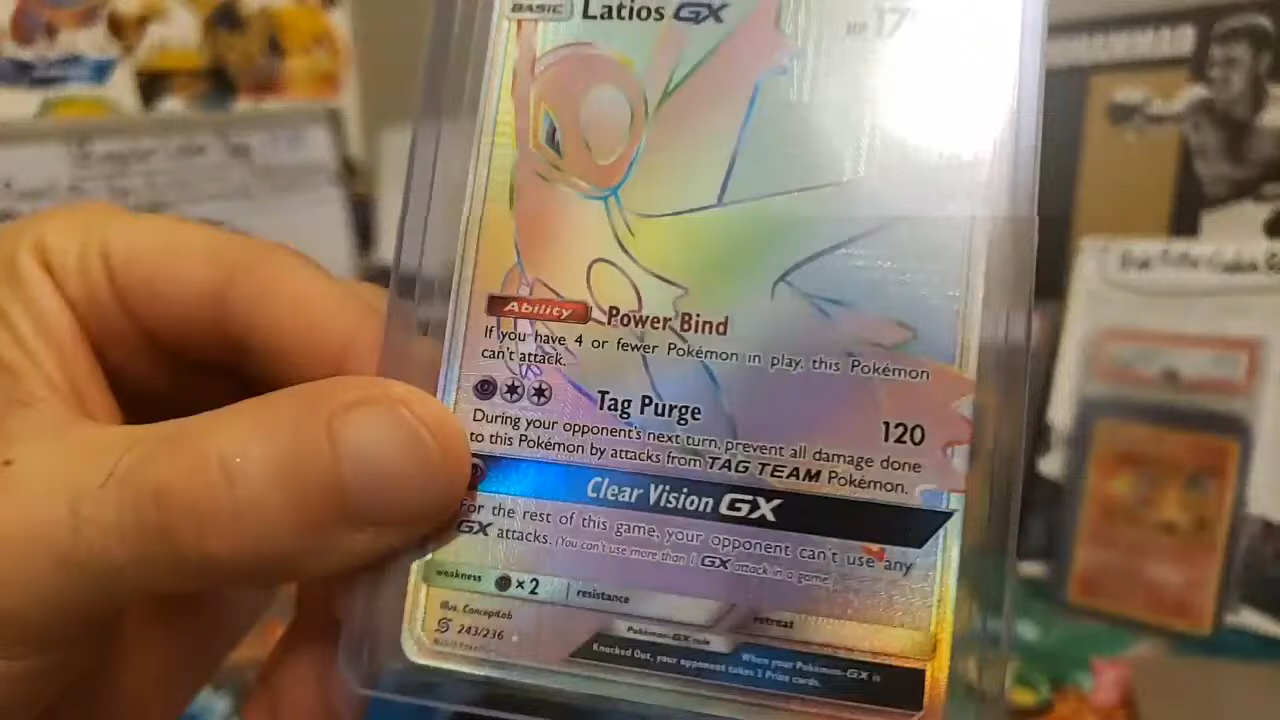 BASIC Latios GX
HP 17
Ability Power Bind
If you have 4 or fewer Pokémon in play, this Pokémon
can't attack.
Tag Purge 120
During your opponent's next turn, prevent all damage done
to this Pokémon by attacks from TAG TEAM Pokémon.
Clear Vision GX
For the rest of this game, your opponent can't use any
GX attacks. (You can't use more than 1 GX attack in a game.)
weakness ×2 resistance
retreat
Illus. ConceptLab
243/236
Pokémon-GX rule
When your Pokémon-GX is
Knocked Out, your opponent takes 2 Prize cards.